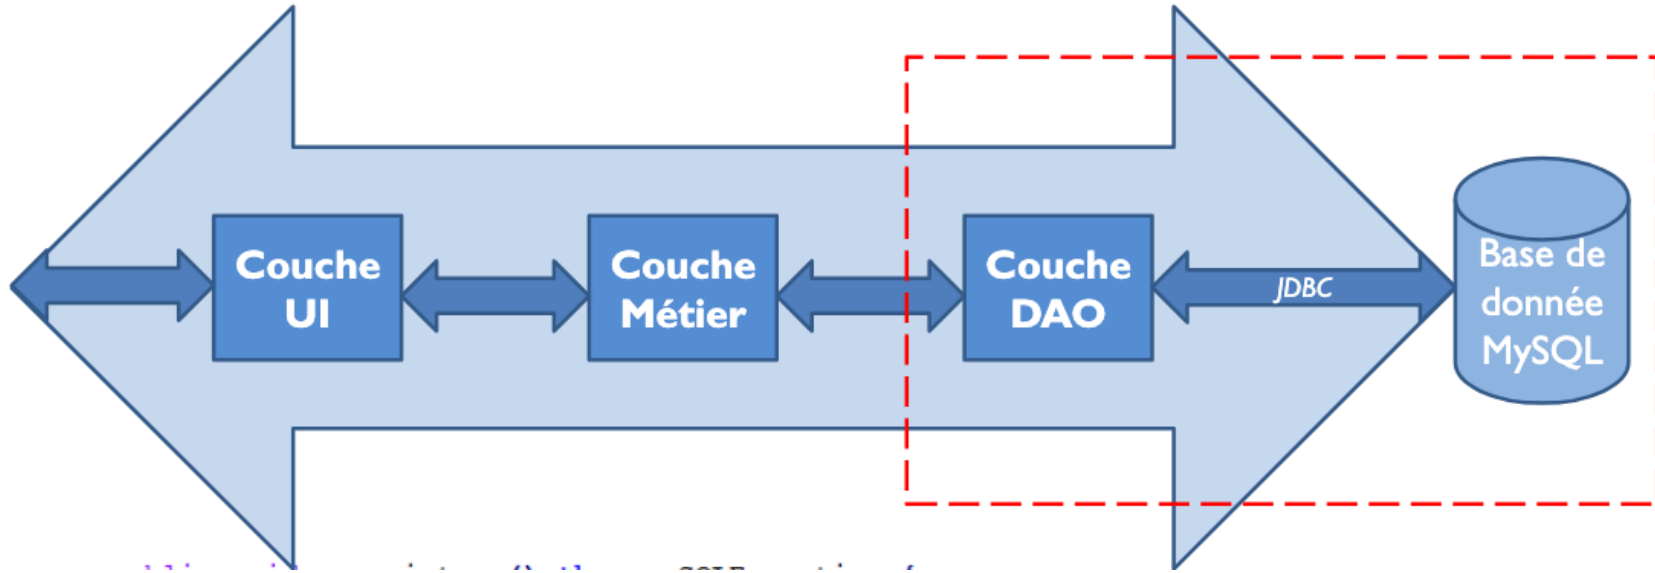 Couche
UI
Couche
Métier
Couche
DAO
JDBC
Base de
donnée
MySQL